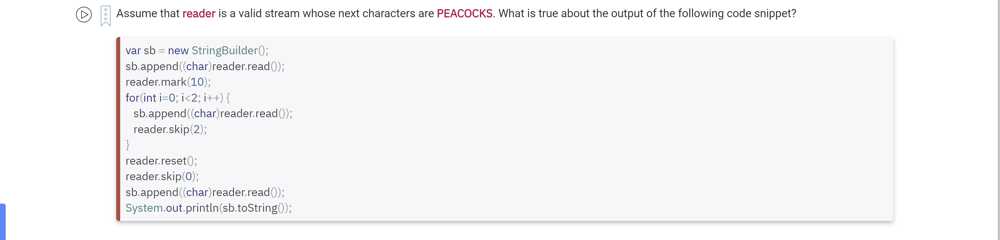 Assume that reader is a valid stream whose next characters are PEACOCKS. What is true about the output of the following code snippet?
var sb = new StringBuilder();
sb.append((char)reader.read());
reader.mark(10);
for(int i=0; i<2; i++) {
   sb.append((char)reader.read());
   reader.skip(2);
}
reader.reset();
reader.skip(0);
sb.append((char)reader.read());
System.out.println(sb.toString());